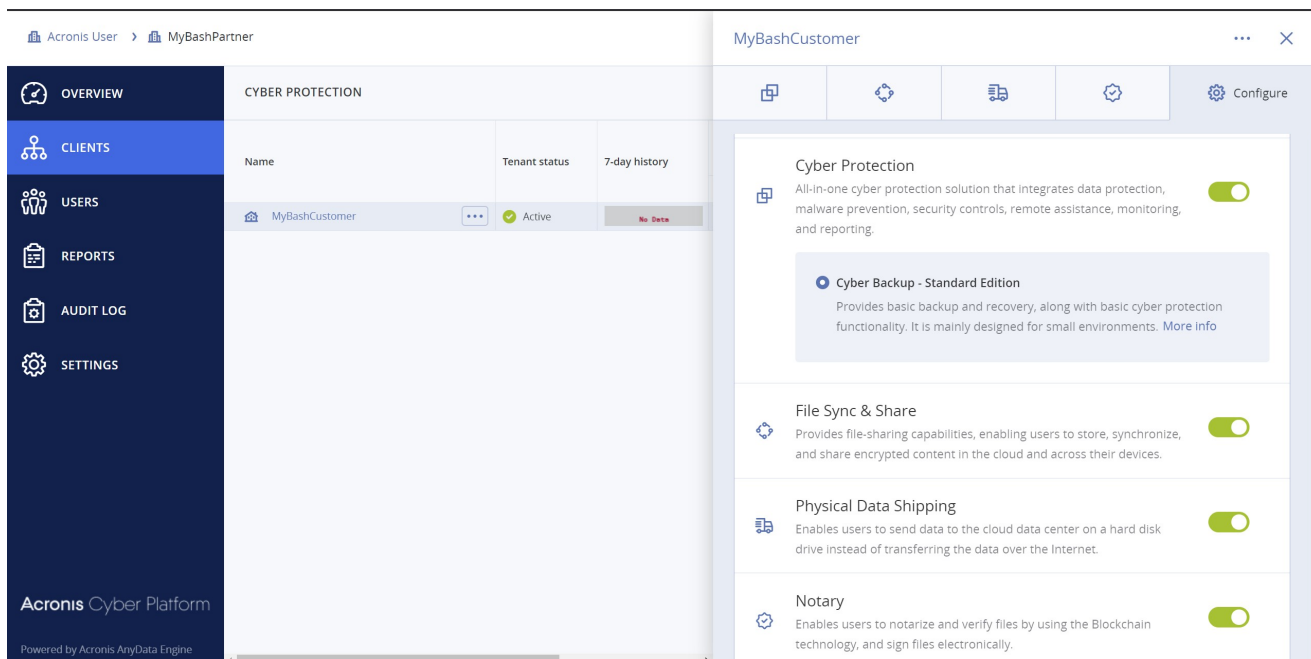 Acronis User > MyBashPartner
OVERVIEW
CLIENTS
USERS
REPORTS
AUDIT LOG
SETTINGS
Acronis Cyber Platform
Powered by Acronis AnyData Engine
CYBER PROTECTION
Name
Tenant status
7-day history
MyBashCustomer
Active
No Data
MyBashCustomer
Configure
Cyber Protection
All-in-one cyber protection solution that integrates data protection,
malware prevention, security controls, remote assistance, monitoring,
and reporting.
Cyber Backup - Standard Edition
Provides basic backup and recovery, along with basic cyber protection
functionality. It is mainly designed for small environments. More info
File Sync & Share
Provides file-sharing capabilities, enabling users to store, synchronize,
and share encrypted content in the cloud and across their devices.
Physical Data Shipping
Enables users to send data to the cloud data center on a hard disk
drive instead of transferring the data over the Internet.
Notary
Enables users to notarize and verify files by using the Blockchain
technology, and sign files electronically.